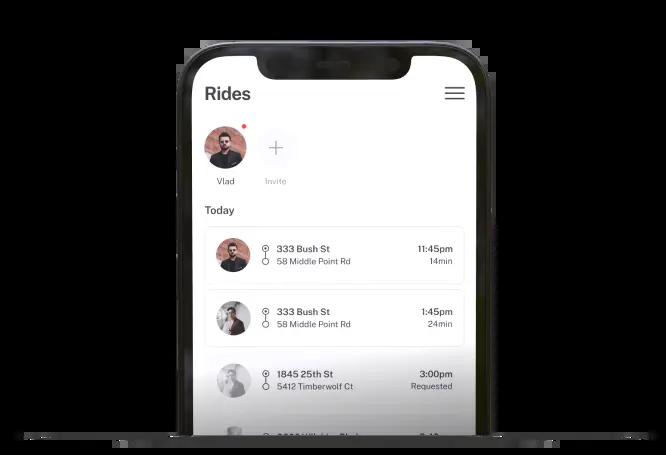 Rides
Vlad
Invite
Today
333 Bush St 11:45pm
58 Middle Point Rd 14min
333 Bush St 1:45pm
58 Middle Point Rd 24min
1845 25th St 3:00pm
5412 Timberwolf Ct Requested